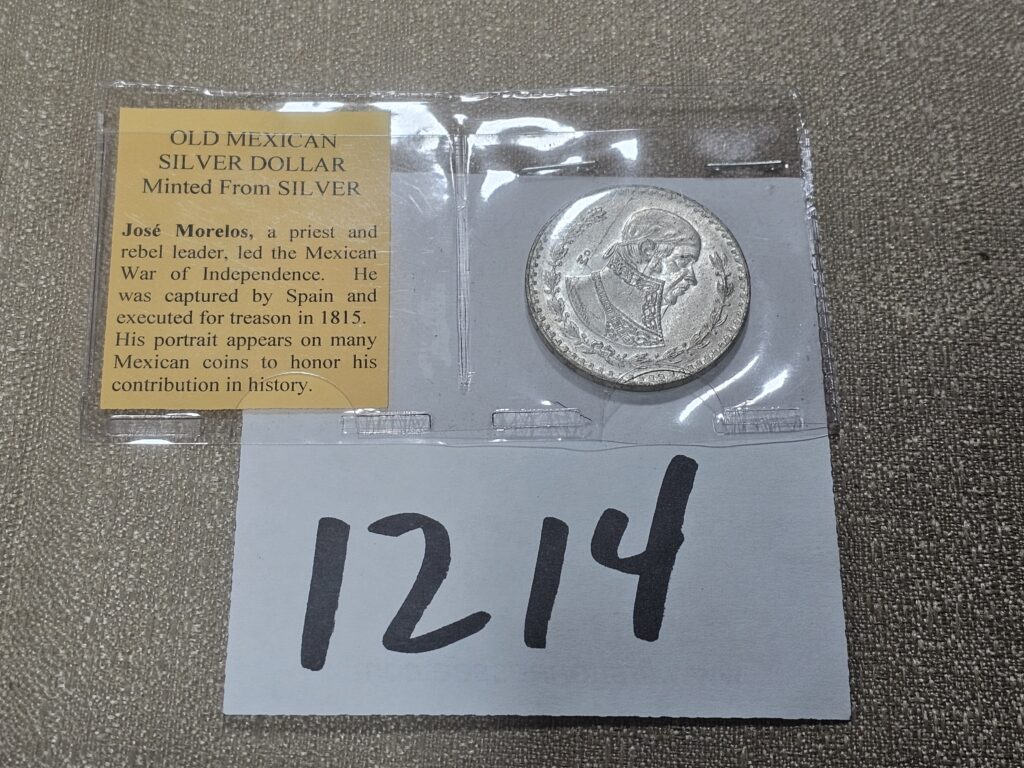 OLD MEXICAN
SILVER DOLLAR
Minted From SILVER
José Morelos, a priest and
rebel leader, led the Mexican
War of Independence. He
was captured by Spain and
executed for treason in 1815.
His portrait appears on many
Mexican coins to honor his
contribution in history.
1214